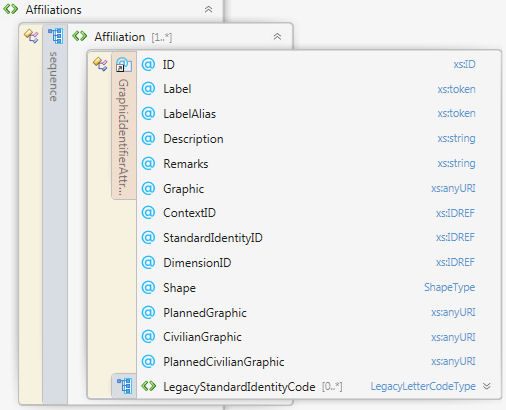 Affiliations
Affiliation [1..*]
sequence
GraphicIdentifierAttr...
ID xs:ID
Label xs:token
LabelAlias xs:token
Description xs:string
Remarks xs:string
Graphic xs:anyURI
ContextID xs:IDREF
StandardIdentityID xs:IDREF
DimensionID xs:IDREF
Shape ShapeType
PlannedGraphic xs:anyURI
CivilianGraphic xs:anyURI
PlannedCivilianGraphic xs:anyURI
LegacyStandardIdentityCode [0..*] LegacyLetterCodeType